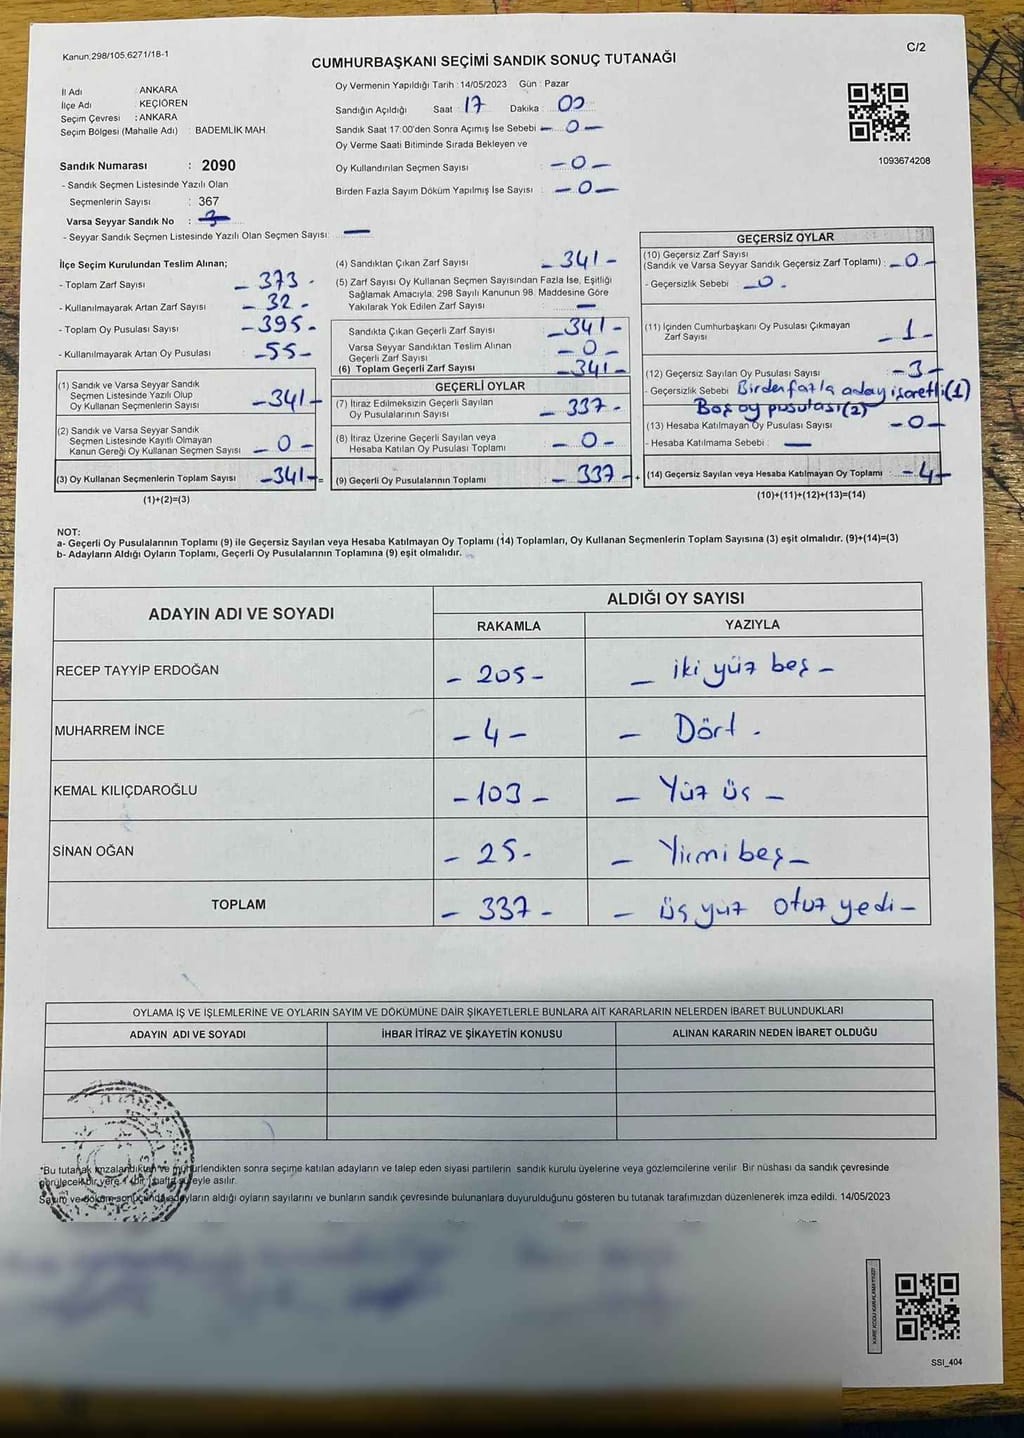 Kanun:298/105,6271/18-1
C/2
CUMHURBAŞKANI SEÇİMİ SANDIK SONUÇ TUTANAĞI
İl Adı : ANKARA
İlçe Adı : KEÇİÖREN
Seçim Çevresi : ANKARA
Seçim Bölgesi (Mahalle Adı) : BADEMLİK MAH.
Sandık Numarası : 2090
- Sandık Seçmen Listesinde Yazılı Olan
Seçmenlerin Sayısı : 367
Varsa Seyyar Sandık No :
- Seyyar Sandık Seçmen Listesinde Yazılı Olan Seçmen Sayısı: —
Oy Vermenin Yapıldığı Tarih : 14/05/2023 Gün : Pazar
Sandığın Açıldığı Saat : 17 Dakika : 00
Sandık Saat 17:00'den Sonra Açımış İse Sebebi - 0 -
Oy Verme Saati Bitiminde Sırada Bekleyen ve
Oy Kullandırılan Seçmen Sayısı : - 0 -
Birden Fazla Sayım Döküm Yapılmış İse Sayısı : - 0 -
1093674208
İlçe Seçim Kurulundan Teslim Alınan;
- Toplam Zarf Sayısı - 373 -
- Kullanılmayarak Artan Zarf Sayısı - 32 -
- Toplam Oy Pusulası Sayısı - 395 -
- Kullanılmayarak Artan Oy Pusulası - 55 -
(1) Sandık ve Varsa Seyyar Sandık
Seçmen Listesinde Yazılı Olup
Oy Kullanan Seçmenlerin Sayısı - 341 -
(2) Sandık ve Varsa Seyyar Sandık
Seçmen Listesinde Kayıtlı Olmayan
Kanun Gereği Oy Kullanan Seçmen Sayısı - 0 -
(3) Oy Kullanan Seçmenlerin Toplam Sayısı - 341 - =
(1)+(2)=(3)
(4) Sandıktan Çıkan Zarf Sayısı - 341 -
(5) Zarf Sayısı Oy Kullanan Seçmen Sayısından Fazla İse, Eşitliği
Sağlamak Amacıyla, 298 Sayılı Kanunun 98. Maddesine Göre
Yakılarak Yok Edilen Zarf Sayısı : —
Sandıkta Çıkan Geçerli Zarf Sayısı - 341 -
Varsa Seyyar Sandıktan Teslim Alınan
Geçerli Zarf Sayısı - 0 -
(6) Toplam Geçerli Zarf Sayısı - 341 -
GEÇERLİ OYLAR
(7) İtiraz Edilmeksizin Geçerli Sayılan
Oy Pusulalarının Sayısı - 337 -
(8) İtiraz Üzerine Geçerli Sayılan veya
Hesaba Katılan Oy Pusulası Toplamı - 0 -
(9) Geçerli Oy Pusulalarının Toplamı - 337 - +
GEÇERSİZ OYLAR
(10) Geçersiz Zarf Sayısı
(Sandık ve Varsa Seyyar Sandık Geçersiz Zarf Toplamı) : - 0 -
- Geçersizlik Sebebi : - 0 -
(11) İçinden Cumhurbaşkanı Oy Pusulası Çıkmayan
Zarf Sayısı - 1 -
(12) Geçersiz Sayılan Oy Pusulası Sayısı : - 3 -
- Geçersizlik Sebebi : Birden fazla aday işaretli (1)
Boş oy pusulası (2)
(13) Hesaba Katılmayan Oy Pusulası Sayısı : - 0 -
- Hesaba Katılmama Sebebi : —
(14) Geçersiz Sayılan veya Hesaba Katılmayan Oy Toplamı : - 4 -
(10)+(11)+(12)+(13)=(14)
NOT:
a- Geçerli Oy Pusulalarının Toplamı (9) ile Geçersiz Sayılan veya Hesaba Katılmayan Oy Toplamı (14) Toplamları, Oy Kullanan Seçmenlerin Toplam Sayısına (3) eşit olmalıdır. (9)+(14)=(3)
b- Adayların Aldığı Oyların Toplamı, Geçerli Oy Pusulalarının Toplamına (9) eşit olmalıdır.
ADAYIN ADI VE SOYADI ALDIĞI OY SAYISI
RAKAMLA YAZIYLA
RECEP TAYYİP ERDOĞAN - 205 - - iki yüz beş -
MUHARREM İNCE - 4 - - Dört -
KEMAL KILIÇDAROĞLU - 103 - - Yüz üç -
SİNAN OĞAN - 25 - - Yirmi beş -
TOPLAM - 337 - - üç yüz otuz yedi -
OYLAMA İŞ VE İŞLEMLERİNE VE OYLARIN SAYIM VE DÖKÜMÜNE DAİR ŞİKAYETLERLE BUNLARA AİT KARARLARIN NELERDEN İBARET BULUNDUKLARI
ADAYIN ADI VE SOYADI İHBAR İTİRAZ VE ŞİKAYETİN KONUSU ALINAN KARARIN NEDEN İBARET OLDUĞU
*Bu tutanak imzalandıktan ve mühürlendikten sonra seçime katılan adayların ve talep eden siyasi partilerin sandık kurulu üyelerine veya gözlemcilerine verilir. Bir nüshası da sandık çevresinde
görülecek bir yere 1 (bir) hafta süreyle asılır.
Sayım ve döküm sonucunda adayların aldığı oyların sayılarını ve bunların sandık çevresinde bulunanlara duyurulduğunu gösteren bu tutanak tarafımızdan düzenlenerek imza edildi. 14/05/2023
SSI_404